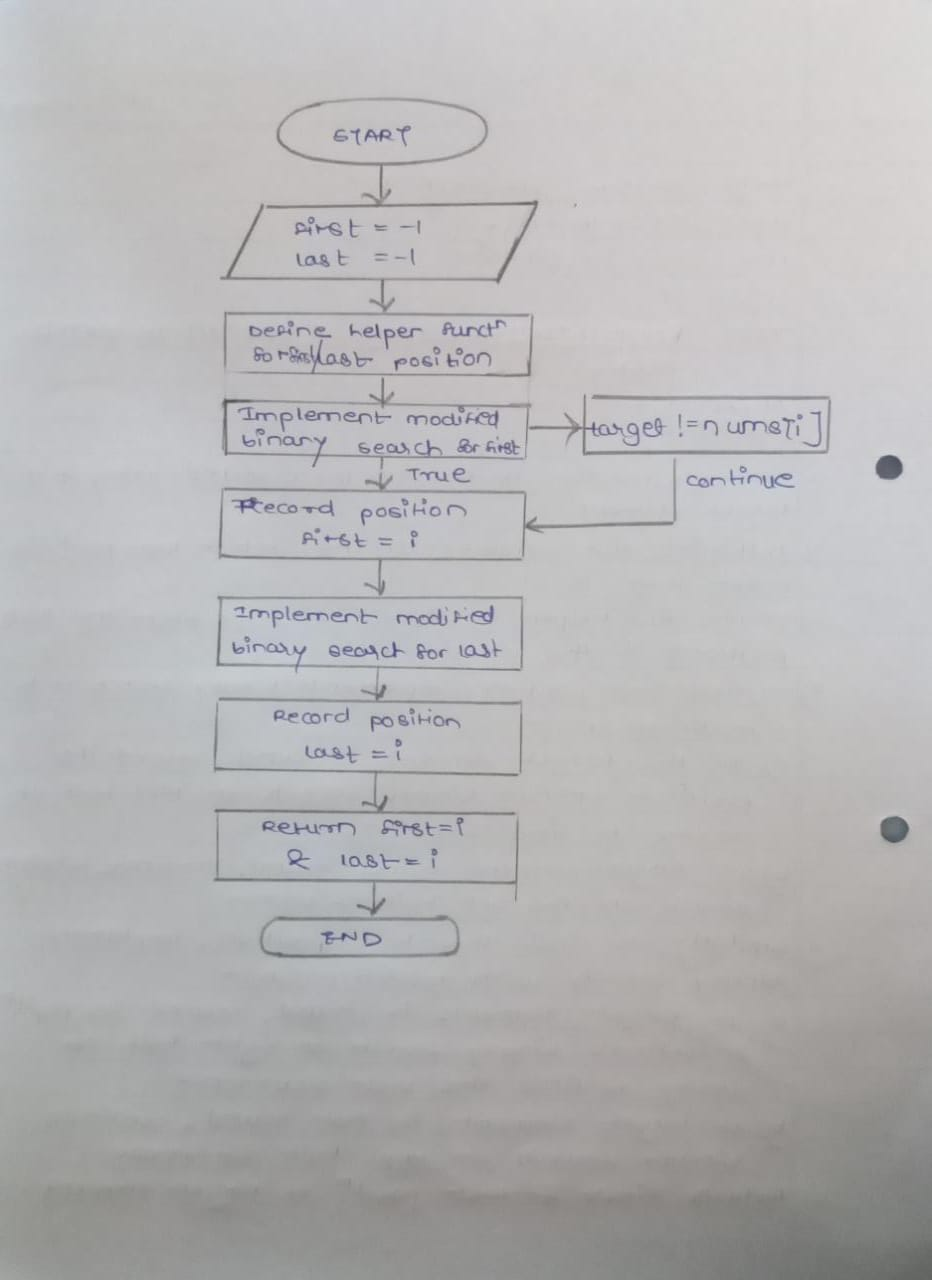 START
first = -1
last = -1
Define helper functn
for first/last position
Implement modified
binary search for first
target != nums[i]
True
continue
Record position
first = i
Implement modified
binary search for last
Record position
last = i
Return first=i
& last = i
END